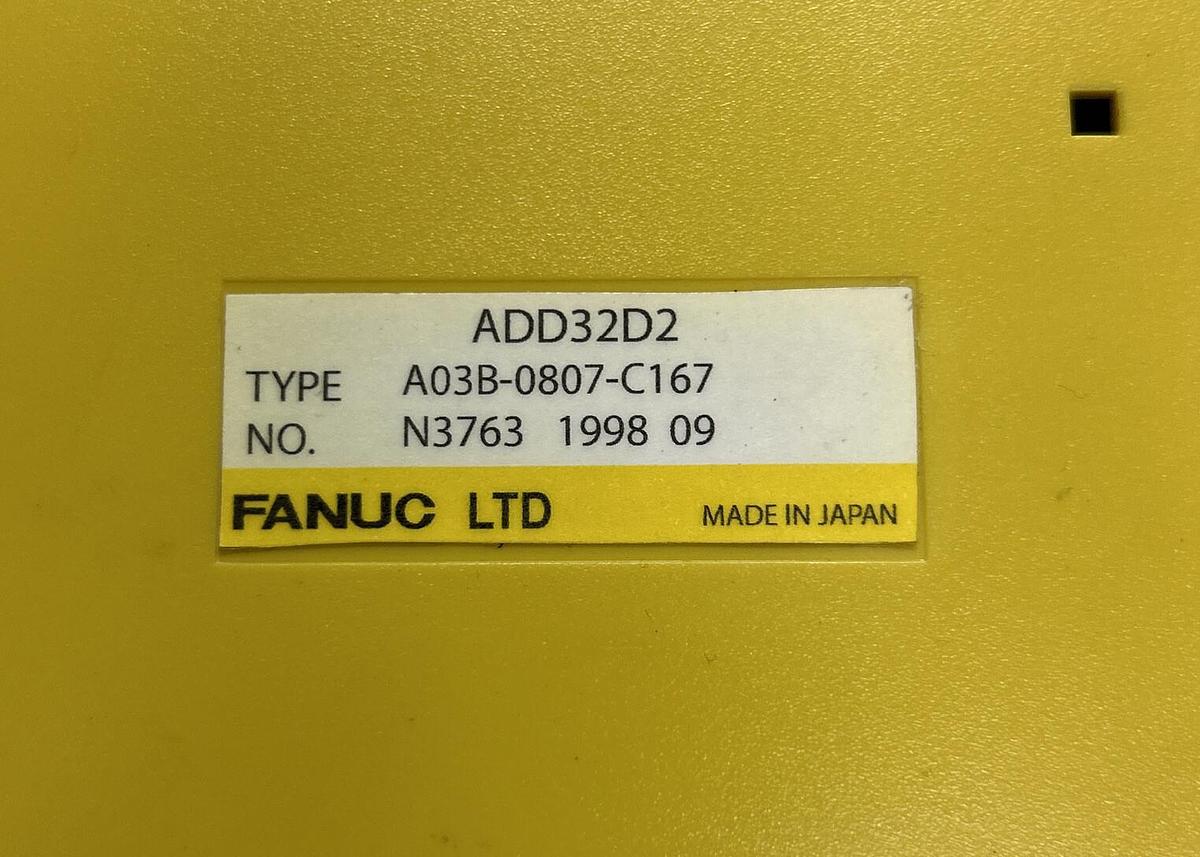 ADD32D2
TYPE A03B-0807-C167
NO. N3763 1998 09
FANUC LTD MADE IN JAPAN